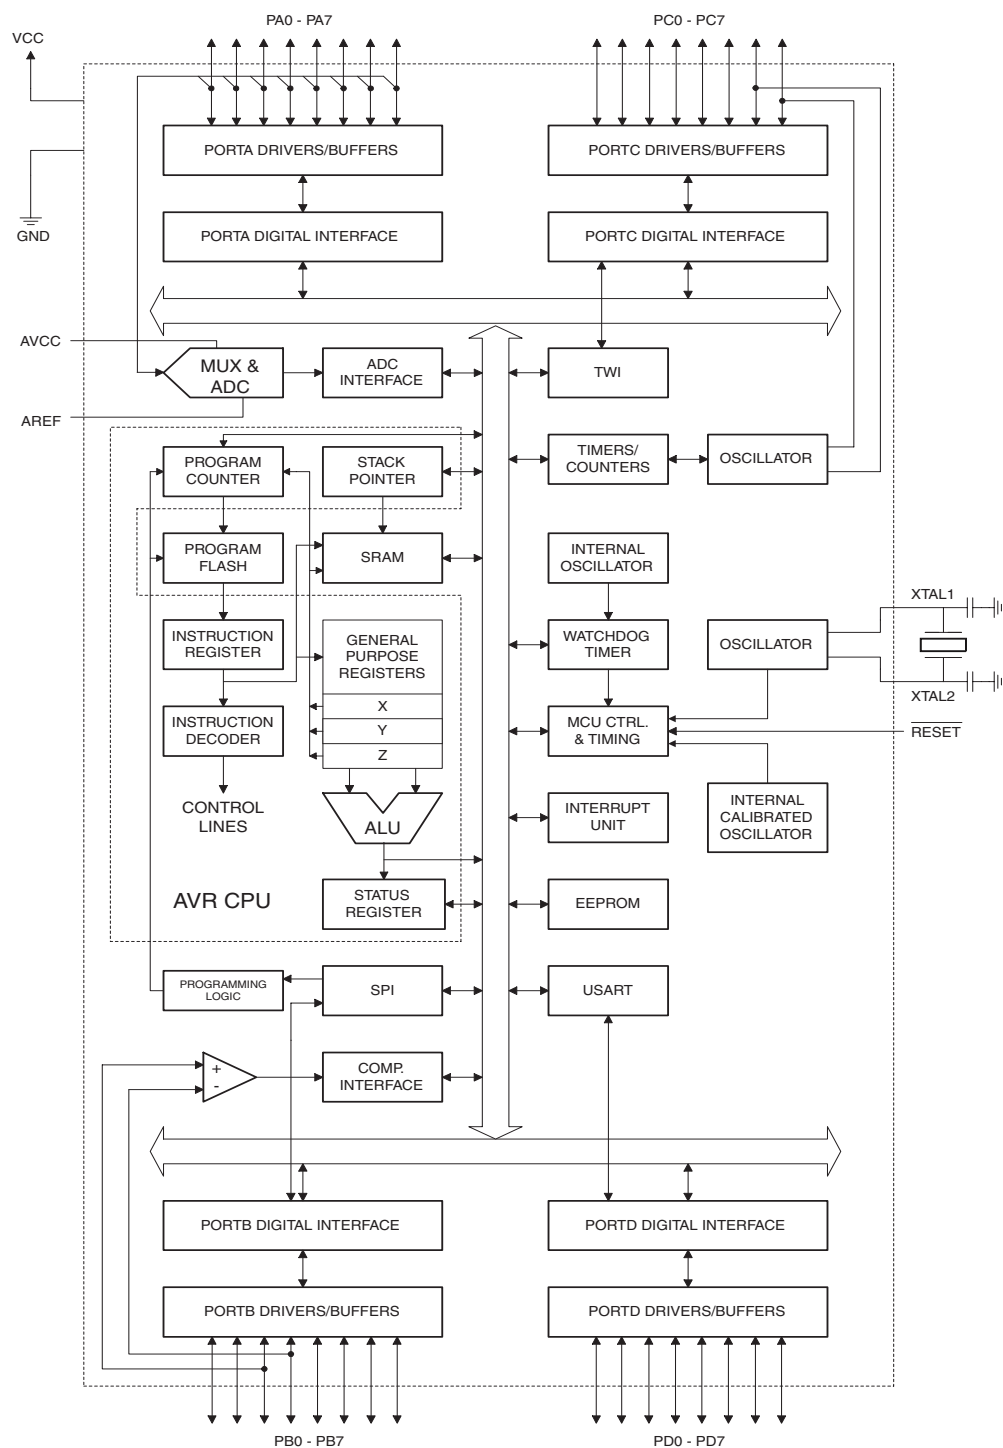 PA0 - PA7
PC0 - PC7
VCC
PORTA DRIVERS/BUFFERS
PORTC DRIVERS/BUFFERS
GND
PORTA DIGITAL INTERFACE
PORTC DIGITAL INTERFACE
AVCC
MUX &
ADC
ADC
INTERFACE
TWI
AREF
PROGRAM
COUNTER
STACK
POINTER
TIMERS/
COUNTERS
OSCILLATOR
PROGRAM
FLASH
SRAM
INTERNAL
OSCILLATOR
XTAL1
INSTRUCTION
REGISTER
GENERAL
PURPOSE
REGISTERS
WATCHDOG
TIMER
OSCILLATOR
XTAL2
X
Y
Z
INSTRUCTION
DECODER
MCU CTRL.
& TIMING
RESET
CONTROL
LINES
ALU
INTERRUPT
UNIT
INTERNAL
CALIBRATED
OSCILLATOR
AVR CPU
STATUS
REGISTER
EEPROM
PROGRAMMING
LOGIC
SPI
USART
+
-
COMP.
INTERFACE
PORTB DIGITAL INTERFACE
PORTD DIGITAL INTERFACE
PORTB DRIVERS/BUFFERS
PORTD DRIVERS/BUFFERS
PB0 - PB7
PD0 - PD7